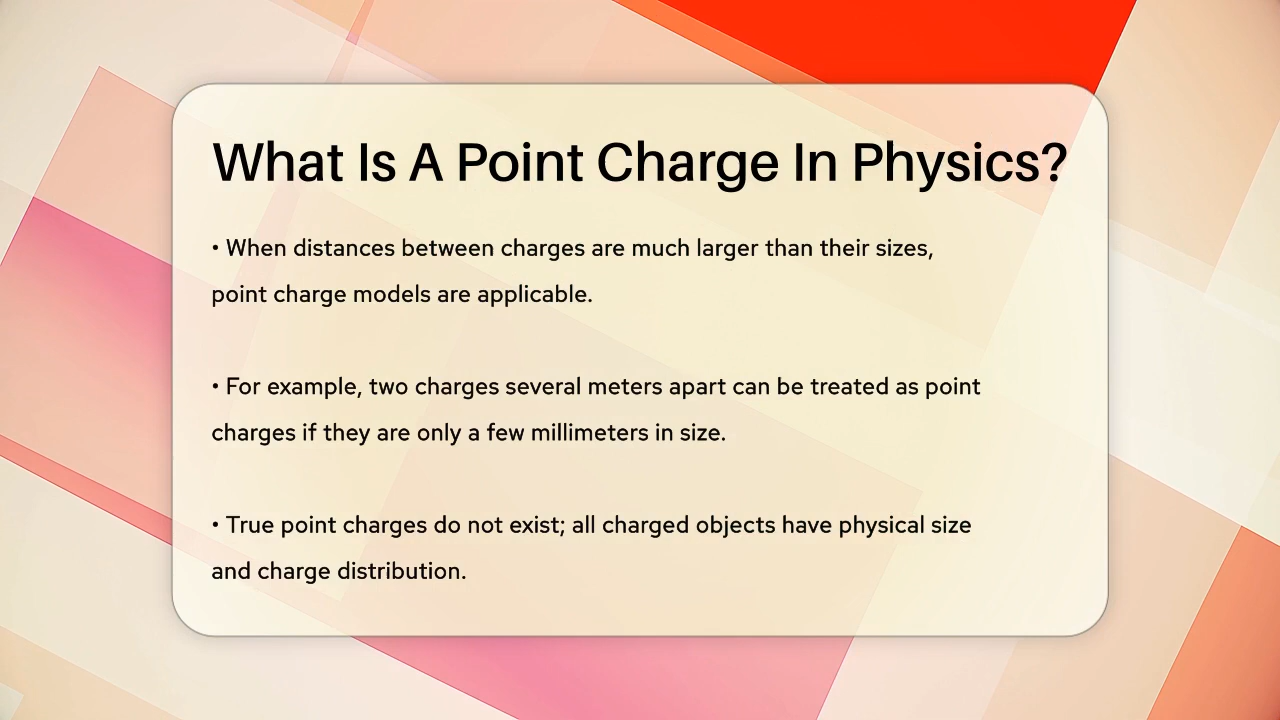 What Is A Point Charge In Physics?
• When distances between charges are much larger than their sizes,
point charge models are applicable.
• For example, two charges several meters apart can be treated as point
charges if they are only a few millimeters in size.
• True point charges do not exist; all charged objects have physical size
and charge distribution.